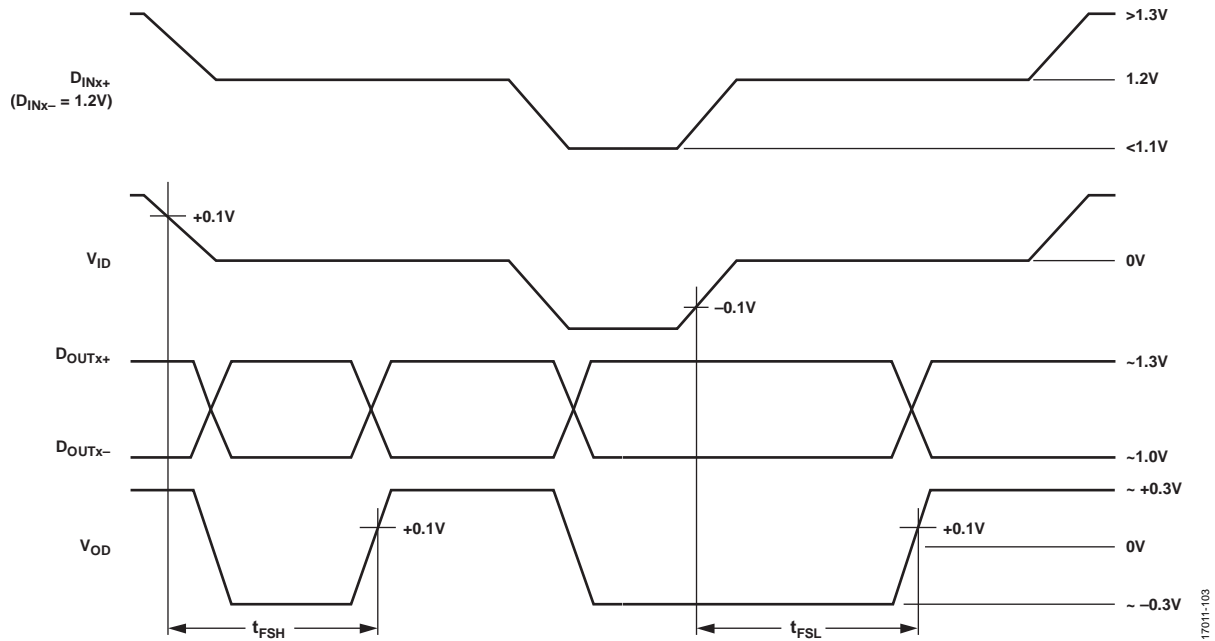 >1.3V
DINx+
(DINx– = 1.2V)
1.2V
<1.1V
+0.1V
VID
0V
–0.1V
DOUTx+
~1.3V
DOUTx–
~1.0V
~ +0.3V
+0.1V
+0.1V
VOD
0V
~ –0.3V
tFSH
tFSL
17011-103